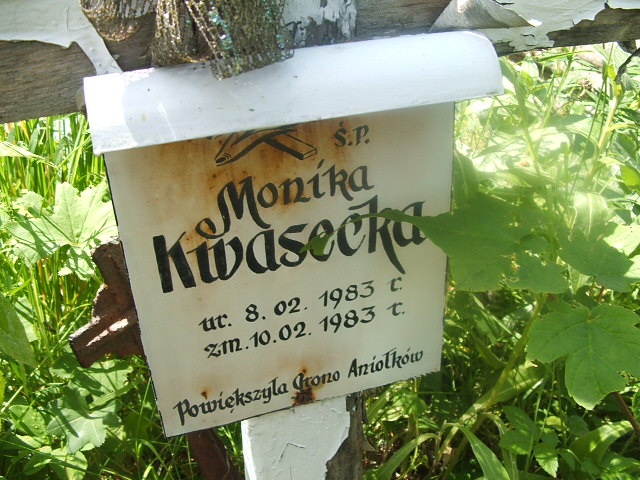 Ś.P.
Monika
Kwasecka
ur. 8.02. 1983 r.
zm. 10.02. 1983 r.
Powiększyła Grono Aniołków